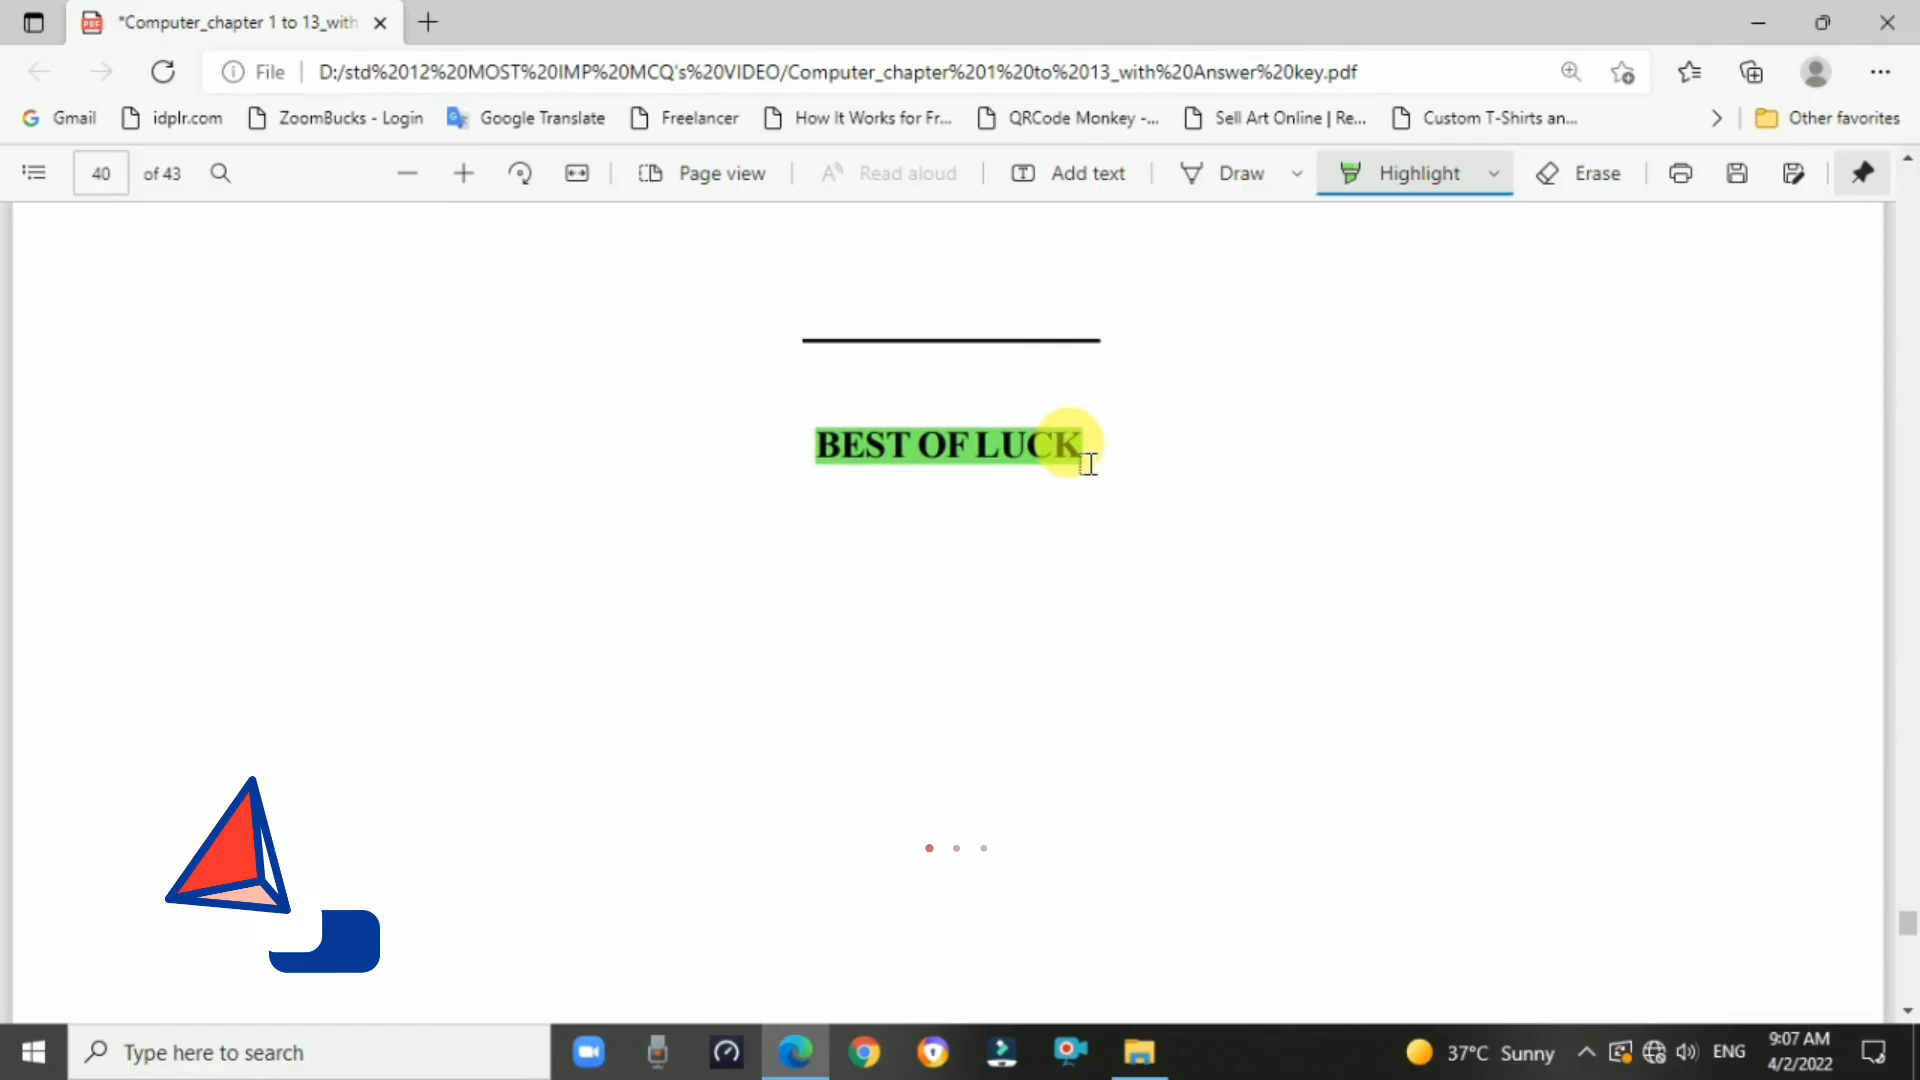 *Computer_chapter 1 to 13_with
File
D:/std%2012%20MOST%20IMP%20MCQ's%20VIDEO/Computer_chapter%201%20to%2013_with%20Answer%20key.pdf
Gmail
idplr.com
ZoomBucks - Login
Google Translate
Freelancer
How It Works for Fr...
QRCode Monkey -...
Sell Art Online | Re...
Custom T-Shirts an...
Other favorites
40 of 43
Page view
Read aloud
Add text
Draw
Highlight
Erase
BEST OF LUCK
Type here to search
37°C Sunny
ENG
9:07 AM
4/2/2022